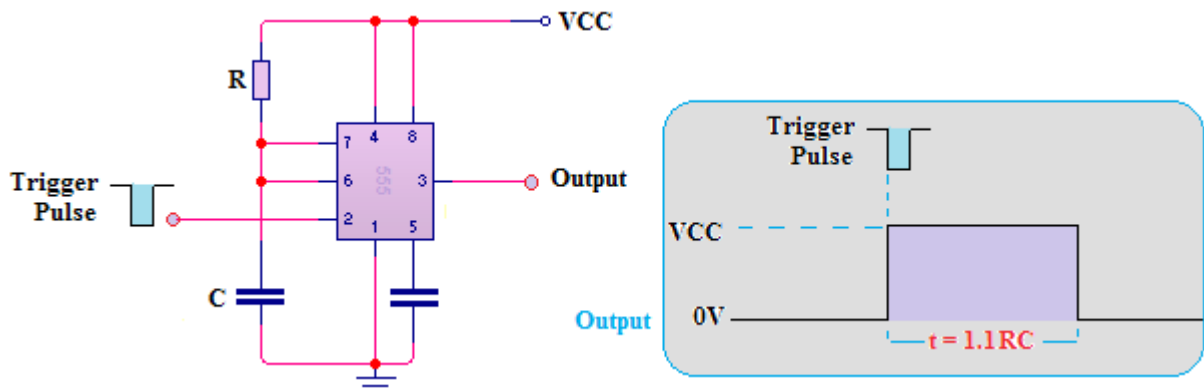 VCC
R
7
4
8
6
555
3
2
1
5
Output
Trigger
Pulse
C
Trigger
Pulse
VCC
Output
0V
t = 1.1RC